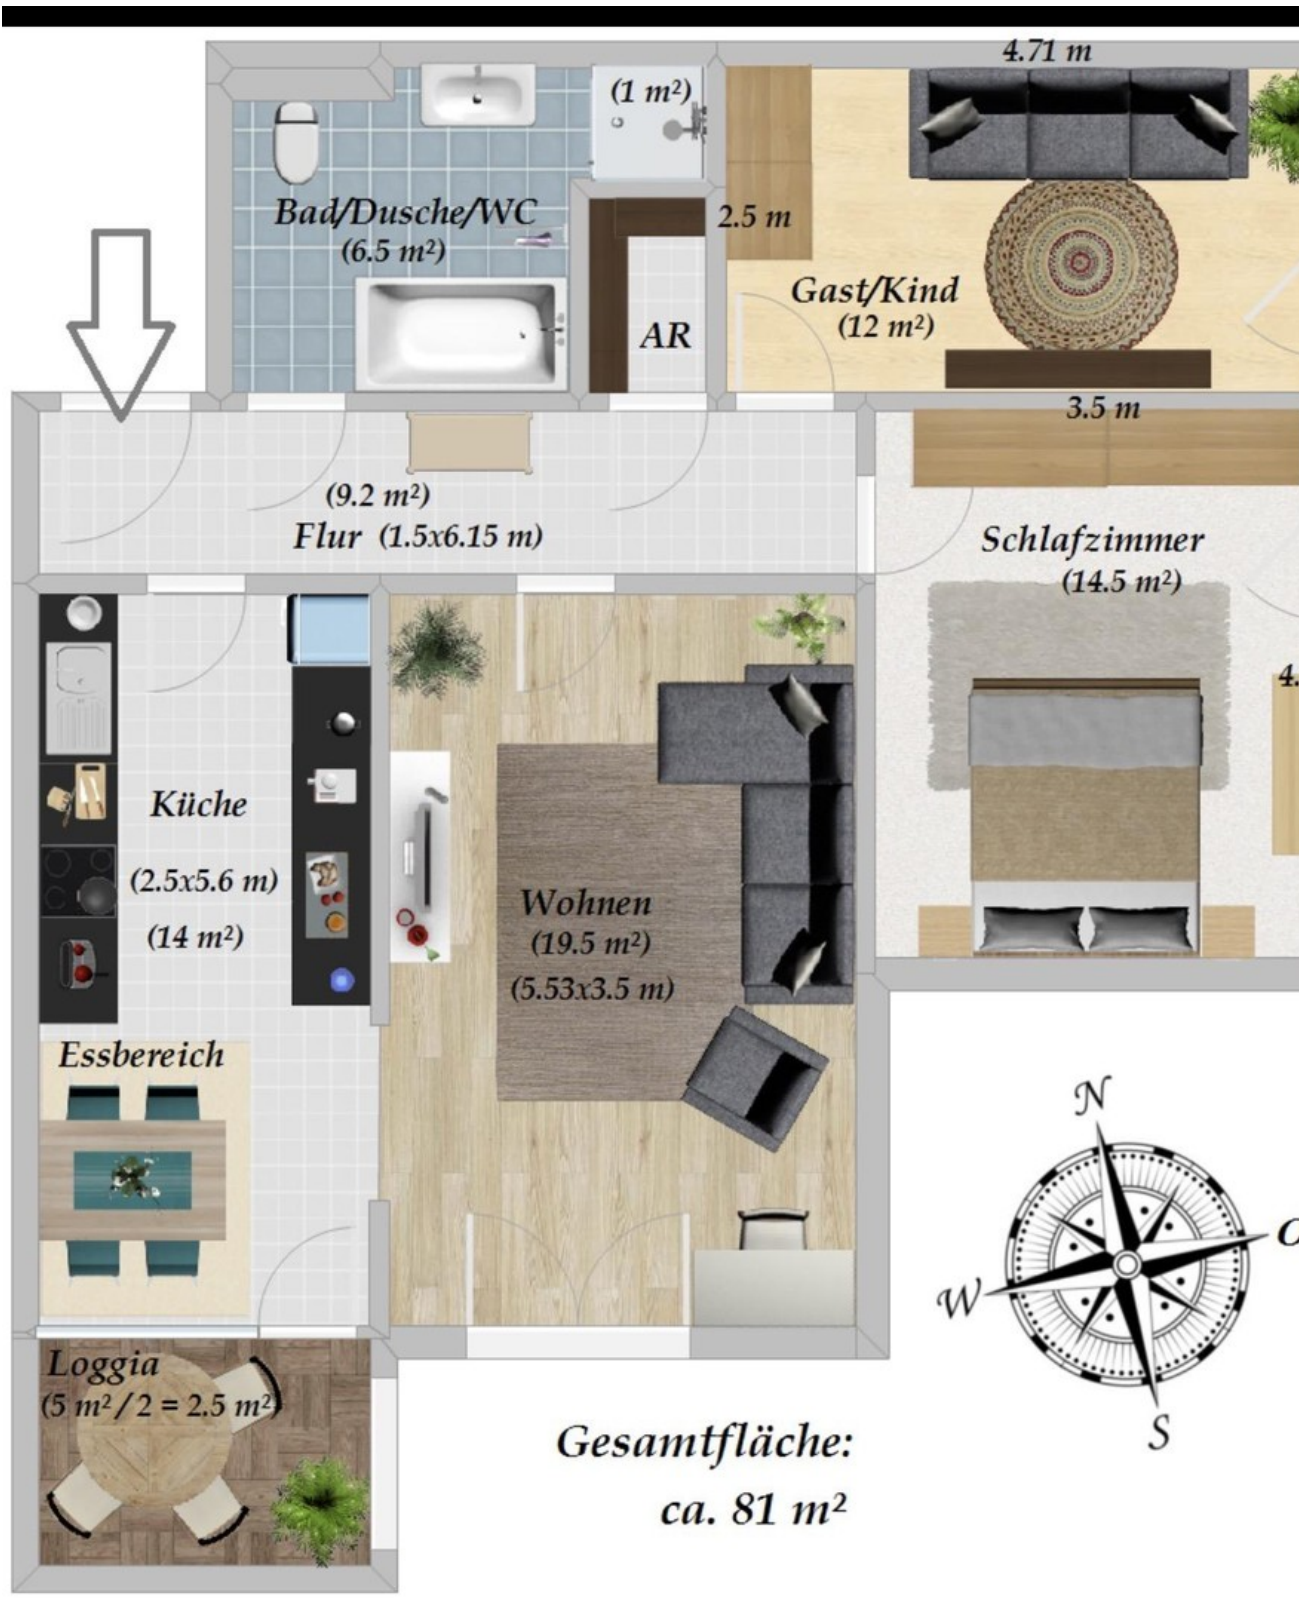 4.71 m
(1 m²)
Bad/Dusche/WC
(6.5 m²)
2.5 m
Gast/Kind
(12 m²)
AR
3.5 m
(9.2 m²)
Flur (1.5x6.15 m)
Schlafzimmer
(14.5 m²)
4.
Küche
(2.5x5.6 m)
(14 m²)
Wohnen
(19.5 m²)
(5.53x3.5 m)
Essbereich
N
O
W
S
Loggia
(5 m² / 2 = 2.5 m²)
Gesamtfläche:
ca. 81 m²